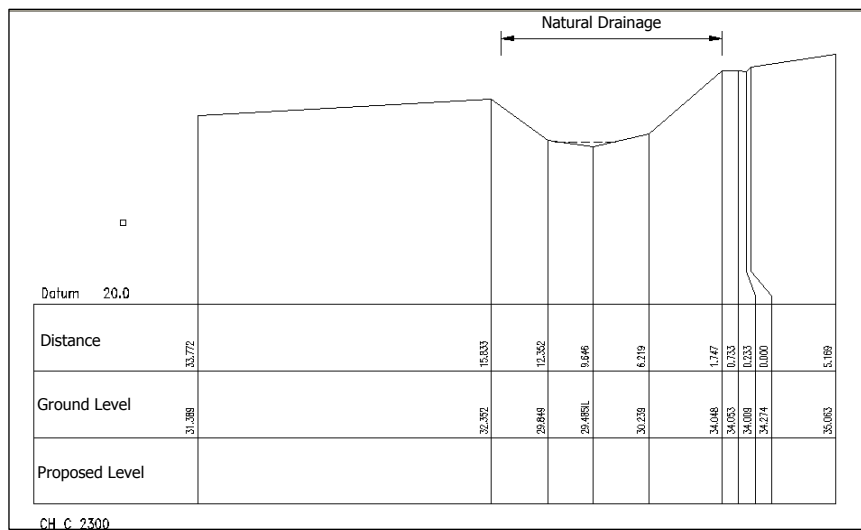 Natural Drainage
Datum 20.0
Distance 33.772 15.833 12.352 9.646 6.219 1.747 0.733 0.233 0.000 5.169
Ground Level 31.389 32.352 29.849 29.485IL 30.239 34.048 34.053 34.009 34.274 35.063
Proposed Level
CH C 2300